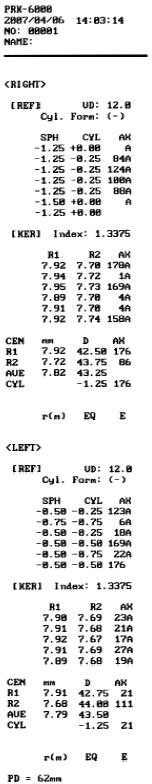 PRK-6000
2007/04/06 14:03:14
NO: 00001
NAME:
<RIGHT>
[REF] UD: 12.0
Cyl. Form: (-)
SPH CYL AX
-1.25 +0.00 A
-1.25 -0.25 84A
-1.25 -0.25 124A
-1.25 -0.25 100A
-1.25 -0.25 88A
-1.50 +0.00 A
-1.25 +0.00
[KER] Index: 1.3375
R1 R2 AX
7.92 7.70 178A
7.94 7.72 1A
7.95 7.73 169A
7.89 7.70 4A
7.91 7.70 4A
7.92 7.74 158A
CEN mm D AX
R1 7.92 42.50 176
R2 7.72 43.75 86
AUE 7.82 43.25
CYL -1.25 176
r(m) EQ E
<LEFT>
[REF] UD: 12.0
Cyl. Form: (-)
SPH CYL AX
-0.50 -0.25 123A
-0.75 -0.75 6A
-0.50 -0.25 18A
-0.50 -0.50 169A
-0.50 -0.75 22A
-0.50 -0.50 176
[KER] Index: 1.3375
R1 R2 AX
7.90 7.69 23A
7.91 7.68 21A
7.92 7.67 17A
7.91 7.69 27A
7.89 7.68 19A
CEN mm D AX
R1 7.91 42.75 21
R2 7.68 44.00 111
AUE 7.79 43.50
CYL -1.25 21
r(m) EQ E
PD = 62mm